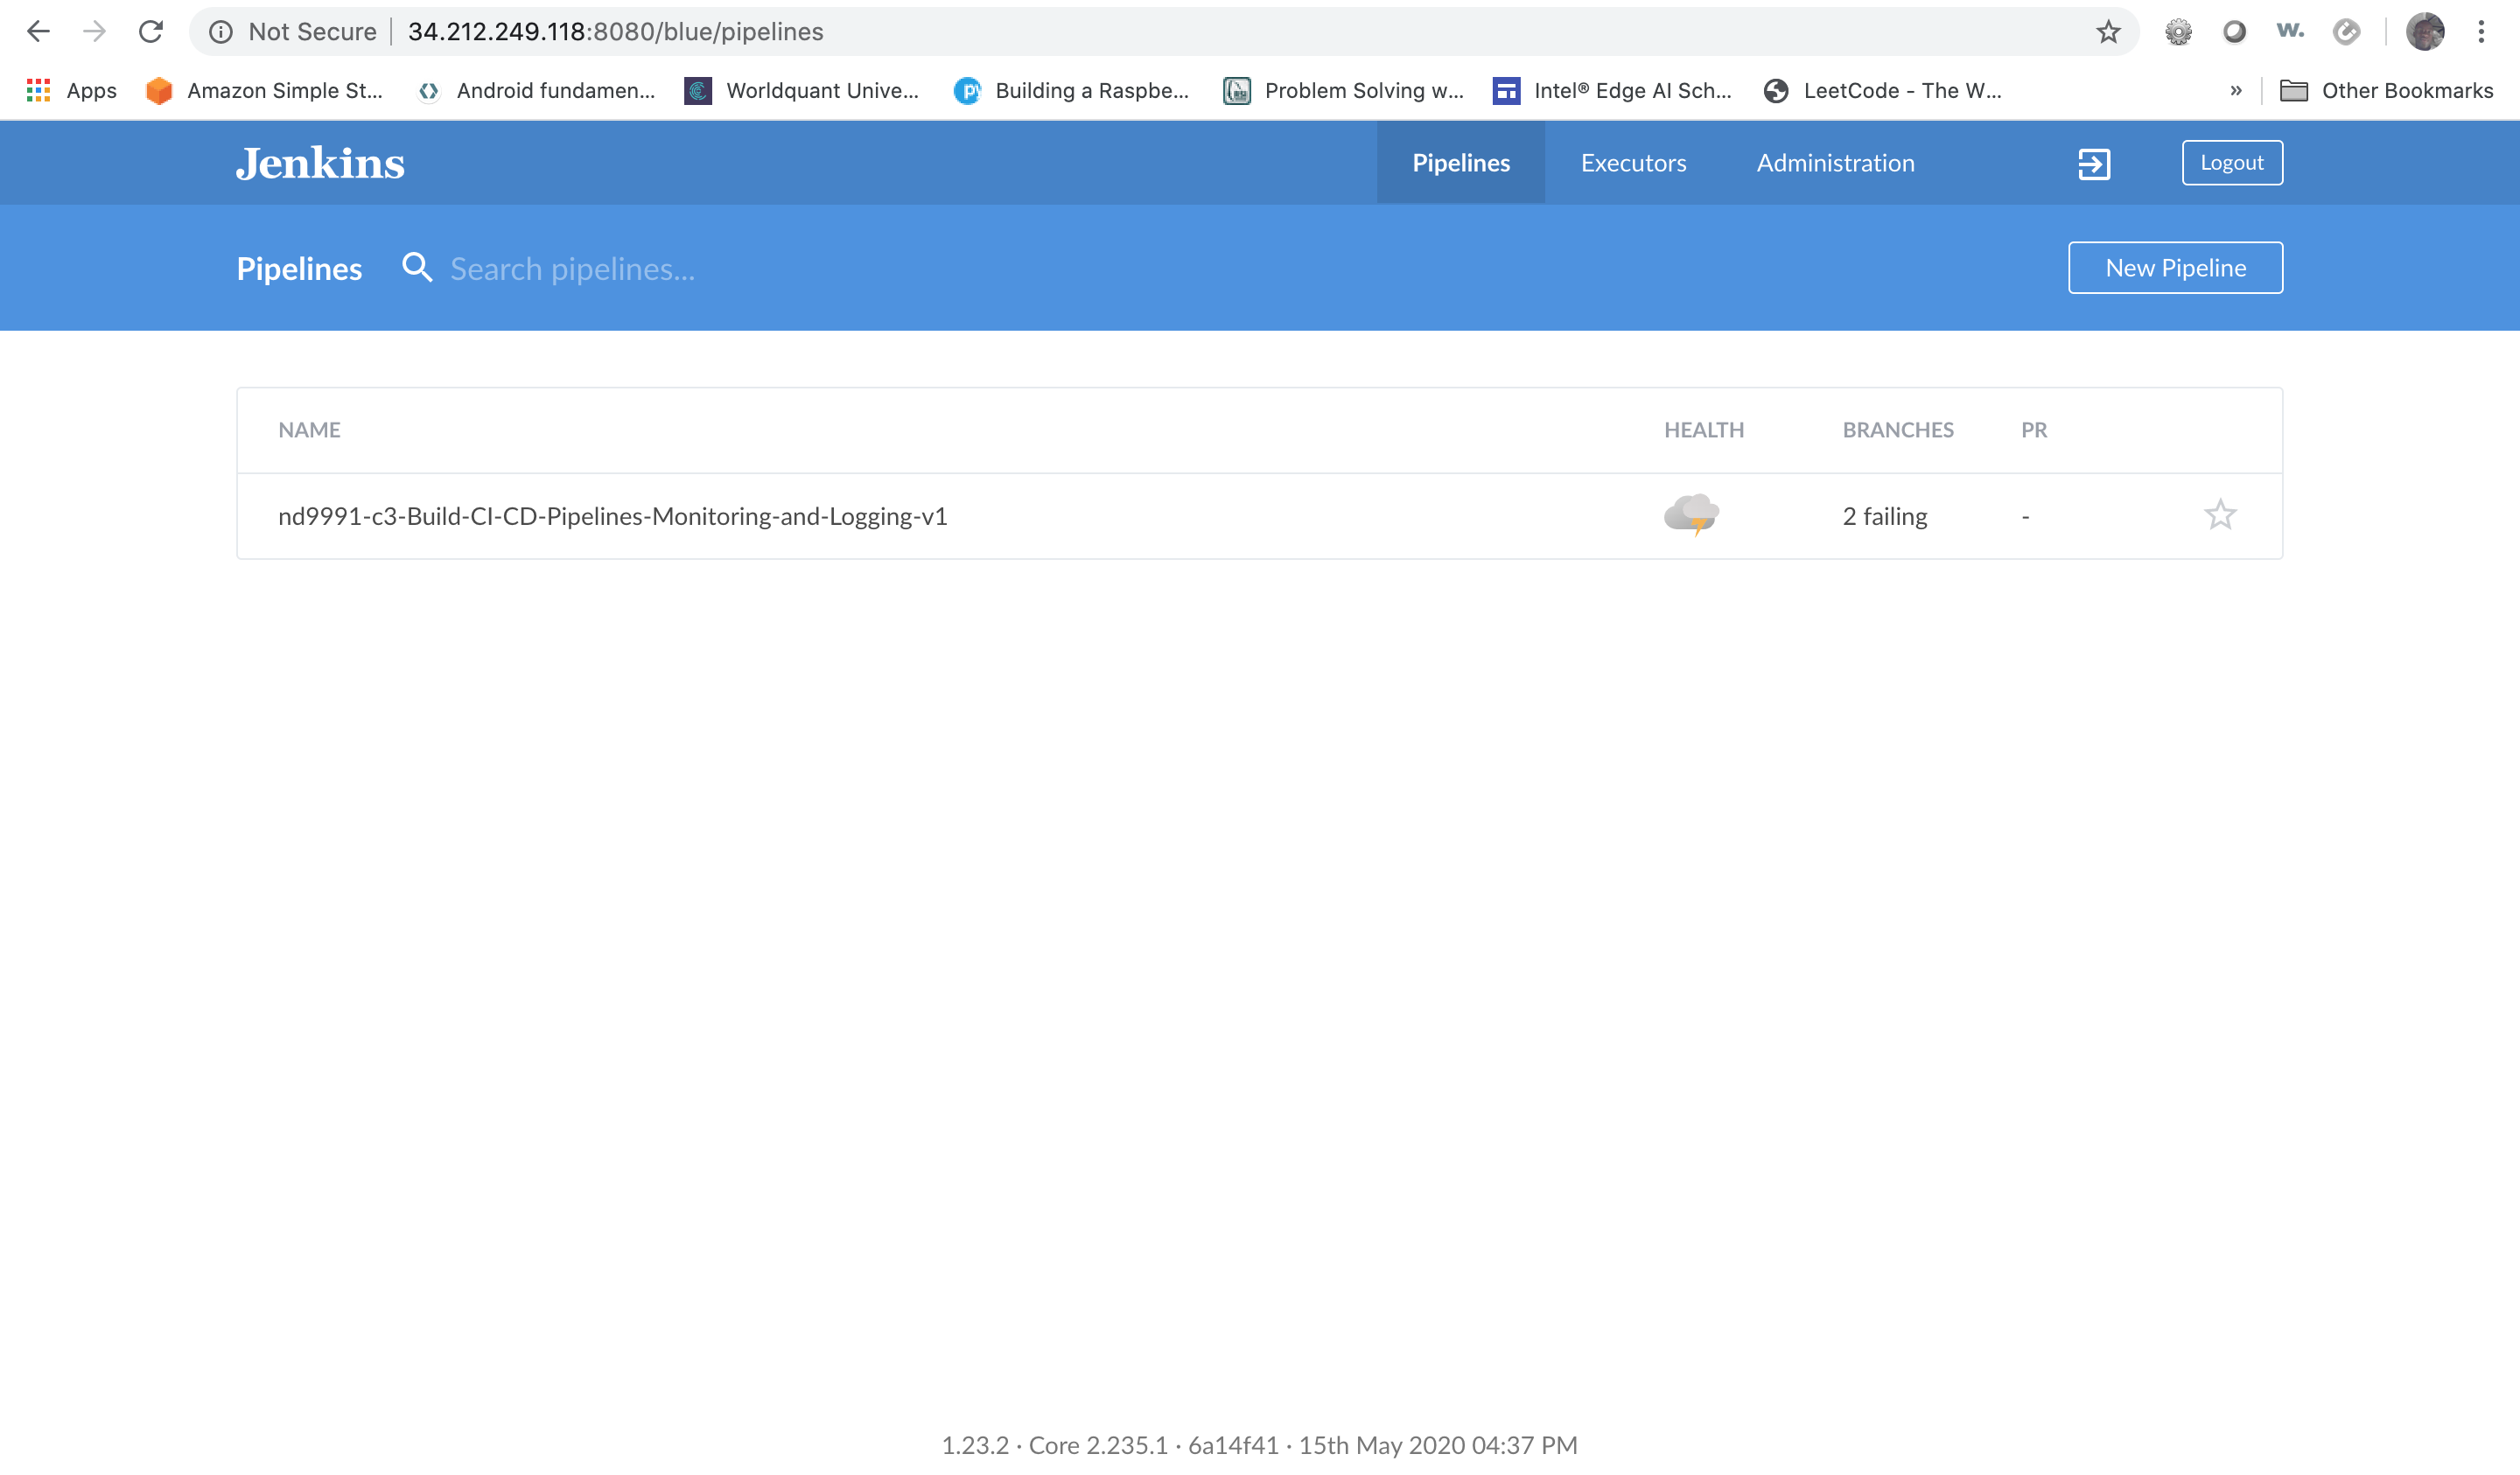 Not Secure 34.212.249.118:8080/blue/pipelines w.
Apps Amazon Simple St... Android fundamen... Worldquant Unive... Building a Raspbe... Problem Solving w... Intel® Edge AI Sch... LeetCode - The W... » Other Bookmarks
Jenkins Pipelines Executors Administration Logout
Pipelines Search pipelines... New Pipeline
NAME HEALTH BRANCHES PR
nd9991-c3-Build-CI-CD-Pipelines-Monitoring-and-Logging-v1 2 failing -
1.23.2 · Core 2.235.1 · 6a14f41 · 15th May 2020 04:37 PM